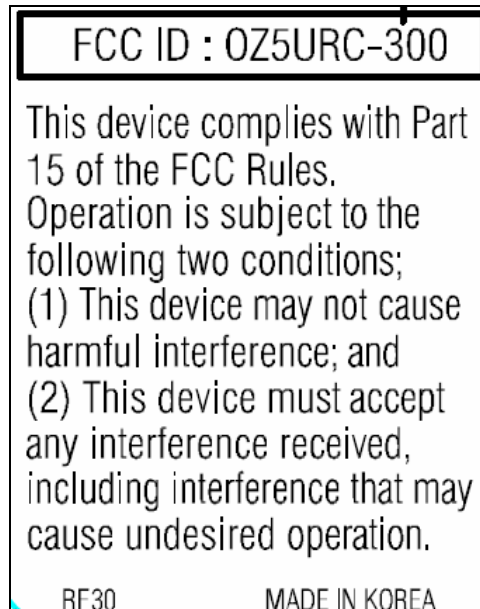 FCC ID : OZ5URC-300
This device complies with Part
15 of the FCC Rules.
Operation is subject to the
following two conditions;
(1) This device may not cause
harmful interference; and
(2) This device must accept
any interference received,
including interference that may
cause undesired operation.
RF30 MADE IN KOREA